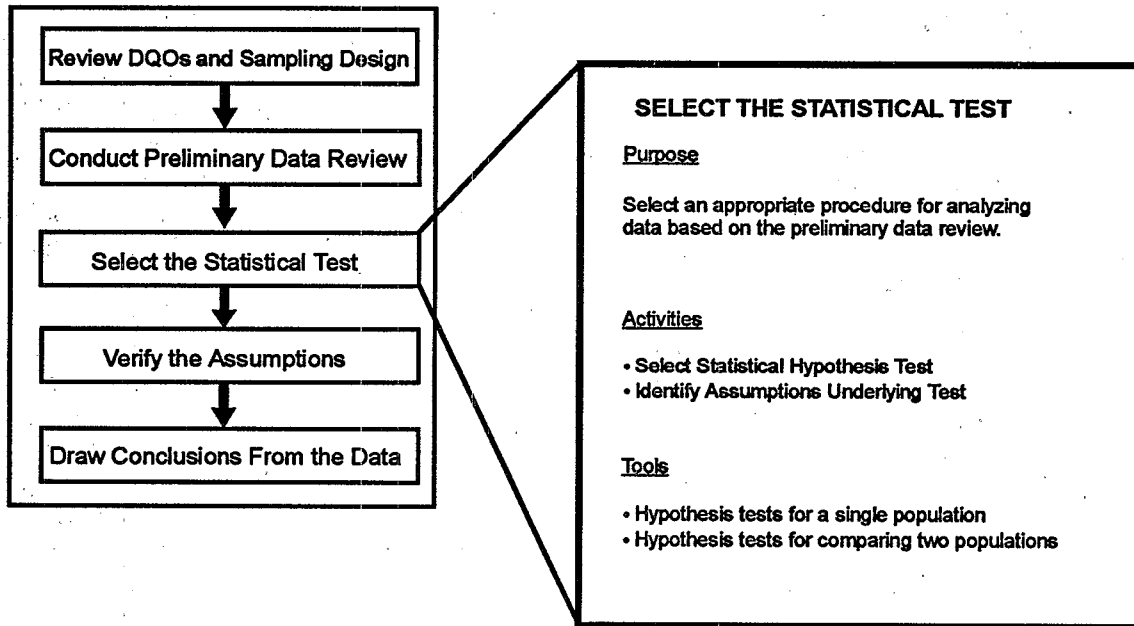 Review DQOs and Sampling Design
Conduct Preliminary Data Review
Select the Statistical Test
Verify the Assumptions
Draw Conclusions From the Data
SELECT THE STATISTICAL TEST
Purpose
Select an appropriate procedure for analyzing
data based on the preliminary data review.
Activities
• Select Statistical Hypothesis Test
• Identify Assumptions Underlying Test
Tools
• Hypothesis tests for a single population
• Hypothesis tests for comparing two populations